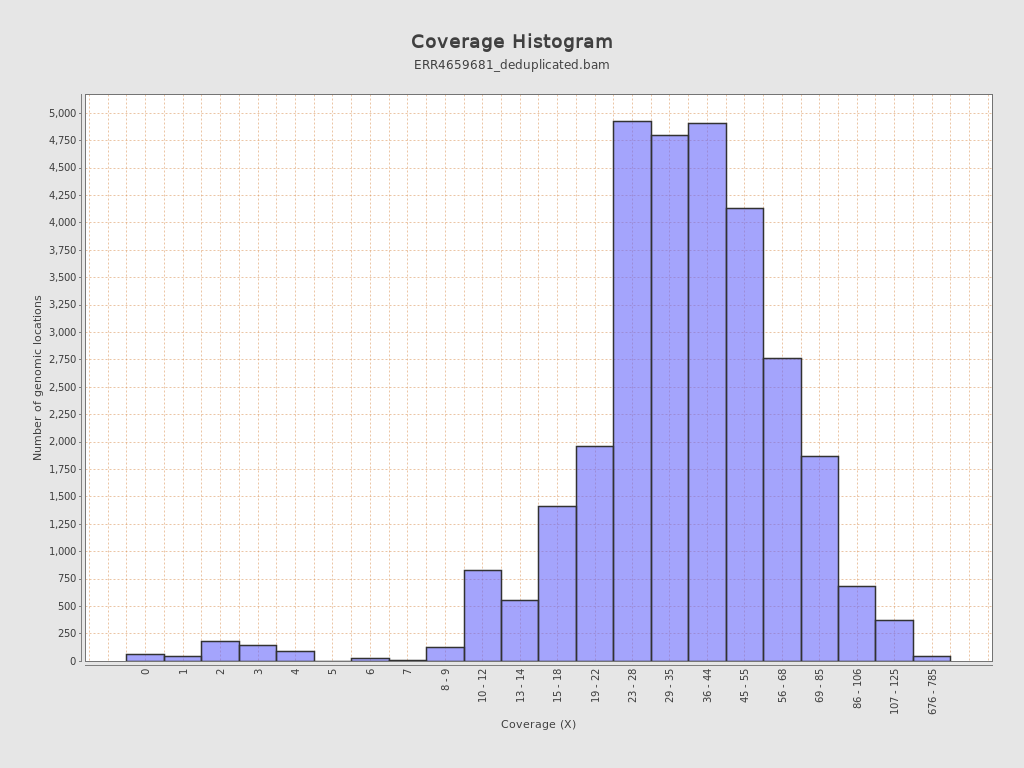 Coverage Histogram
ERR4659681_deduplicated.bam
Number of genomic locations
5,000
4,750
4,500
4,250
4,000
3,750
3,500
3,250
3,000
2,750
2,500
2,250
2,000
1,750
1,500
1,250
1,000
750
500
250
0
0
1
2
3
4
5
6
7
8 - 9
10 - 12
13 - 14
15 - 18
19 - 22
23 - 28
29 - 35
36 - 44
45 - 55
56 - 68
69 - 85
86 - 106
107 - 125
676 - 785
Coverage (X)